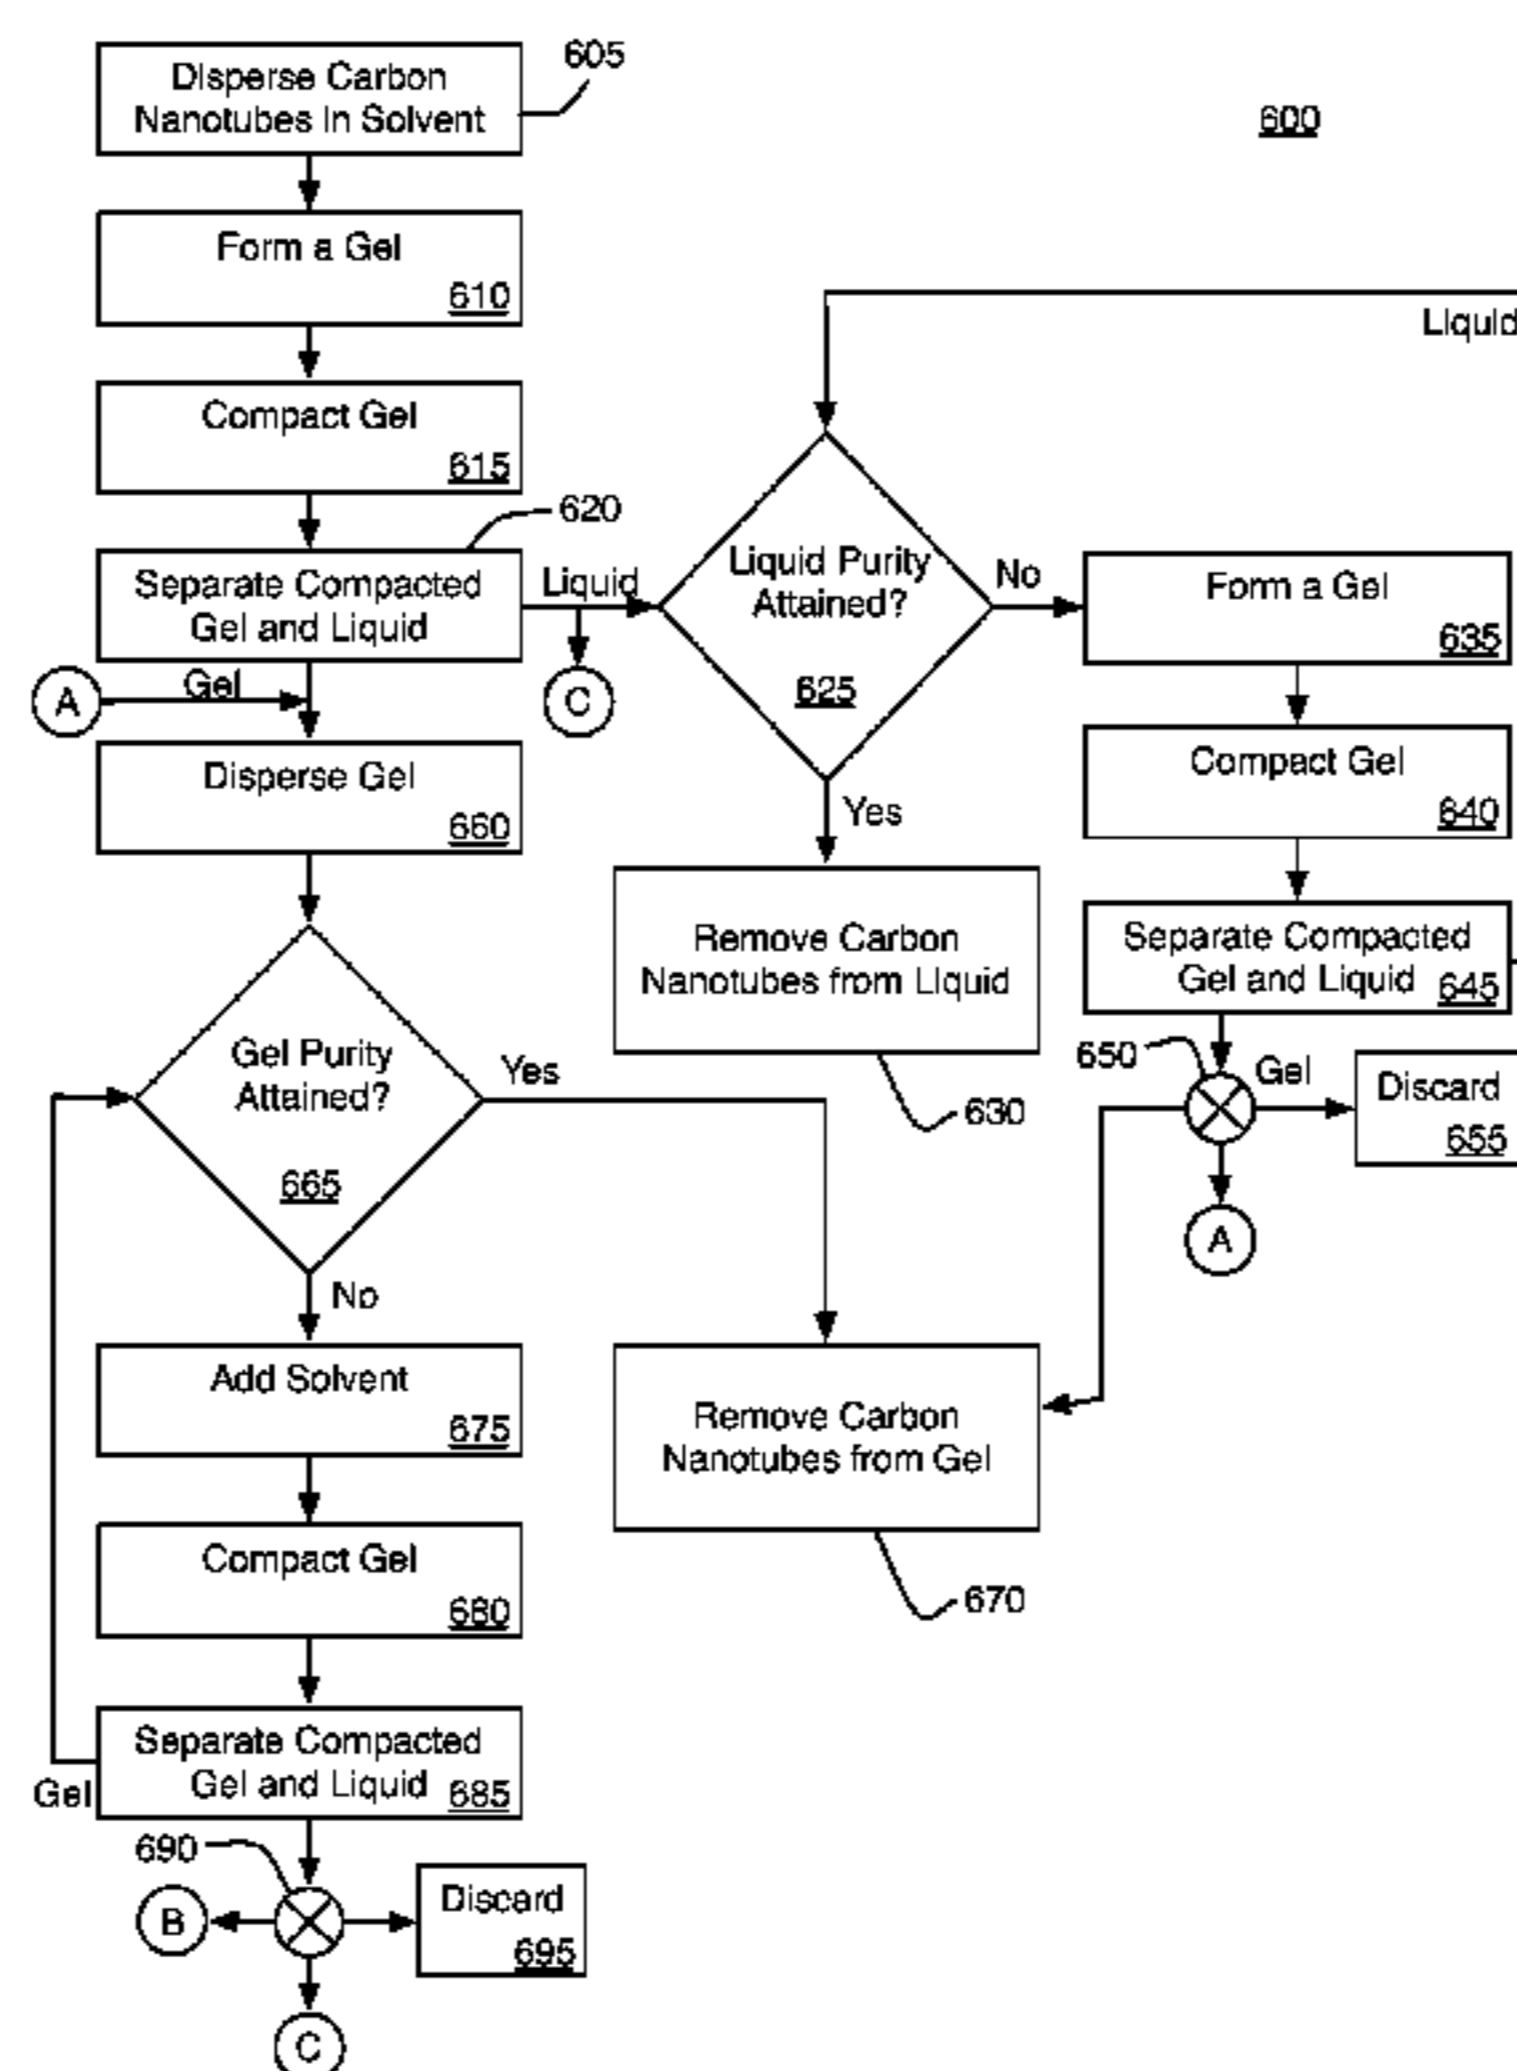 Disperse Carbon
Nanotubes In Solvent
605
600
Form a Gel
610
Liquid
Compact Gel
615
620
Separate Compacted
Gel and Liquid
Liquid
Liquid Purity
Attained?
625
No
Form a Gel
635
A
Gel
C
Disperse Gel
660
Yes
Compact Gel
640
Remove Carbon
Nanotubes from Liquid
630
Separate Compacted
Gel and Liquid 645
Gel Purity
Attained?
665
Yes
650
Gel
Discard
655
A
No
Add Solvent
675
Remove Carbon
Nanotubes from Gel
670
Compact Gel
680
Separate Compacted
Gel and Liquid 685
Gel
690
B
Discard
695
C